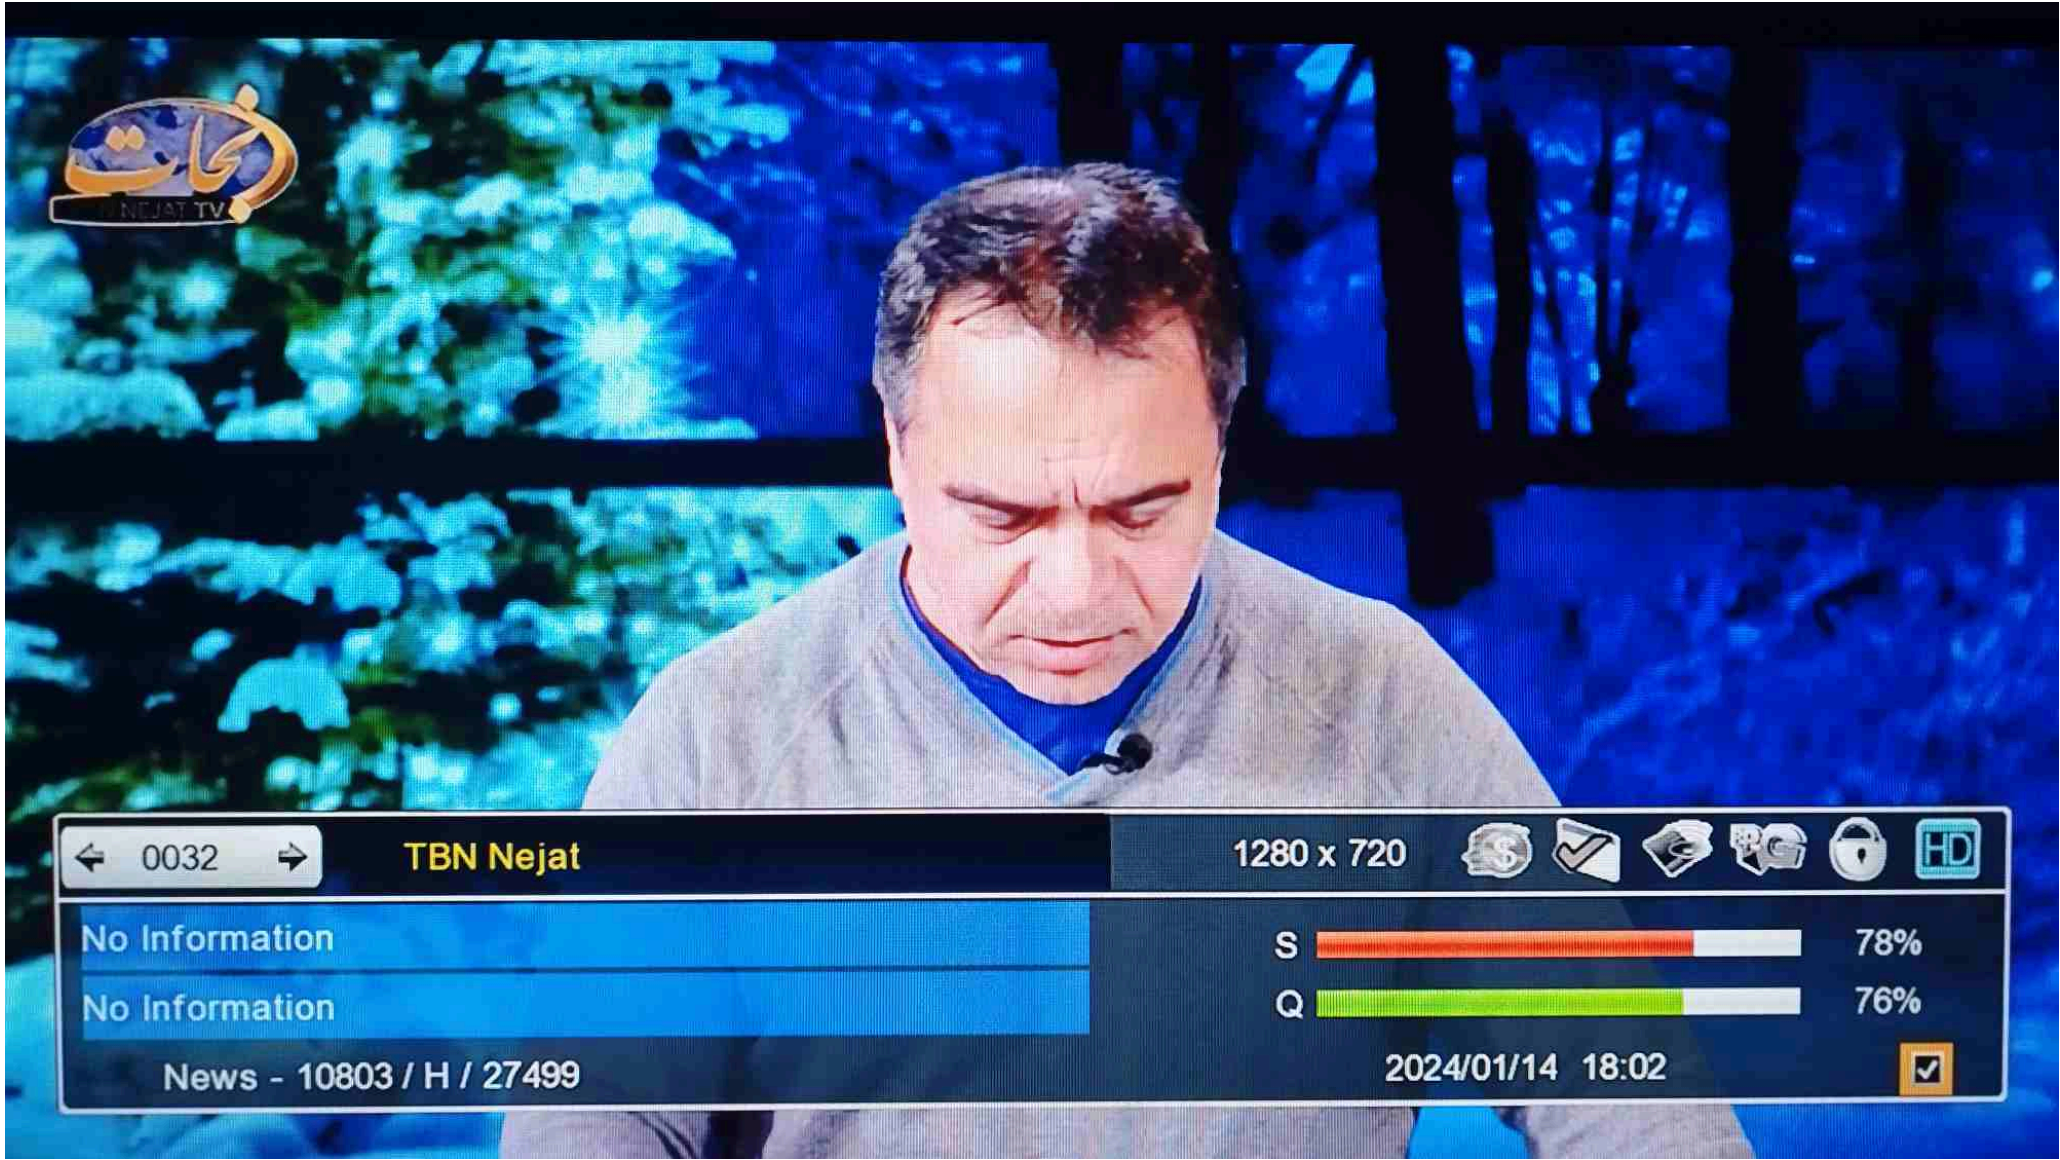 نجات
NEJAT TV
0032
TBN Nejat
1280 x 720
HD
No Information
S 78%
No Information
Q 76%
News - 10803 / H / 27499
2024/01/14 18:02